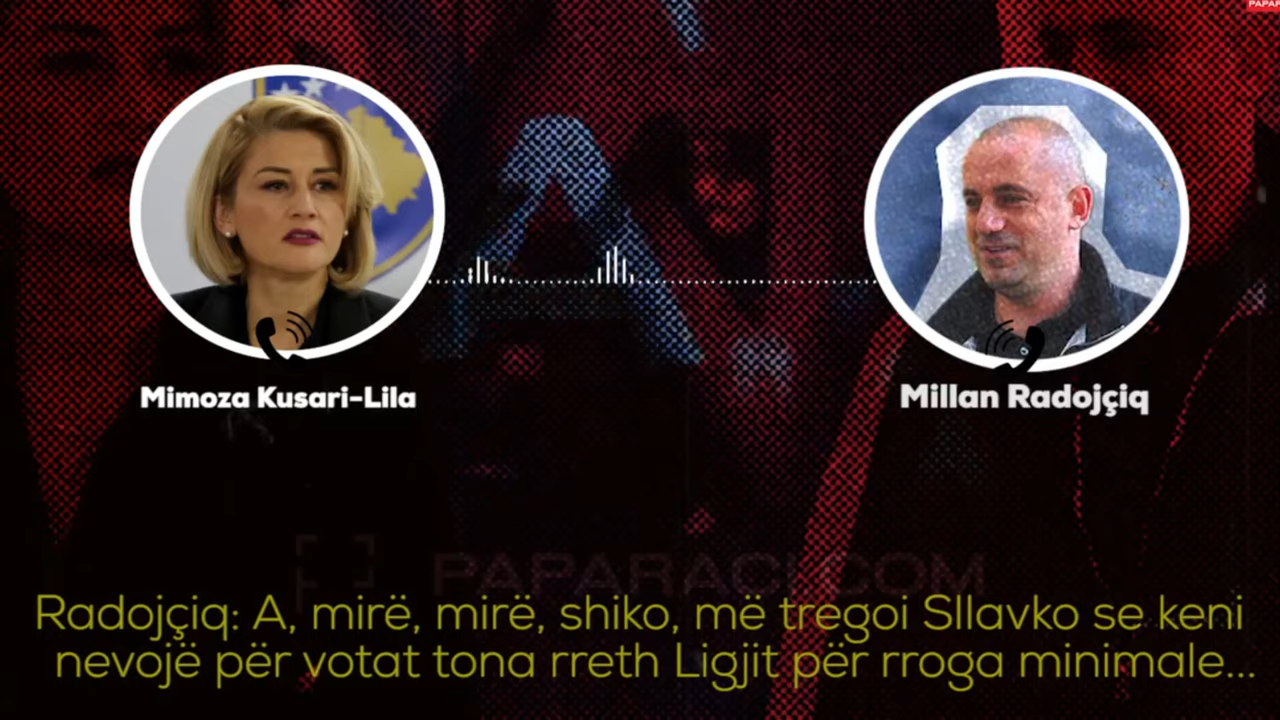 PAPAR
Mimoza Kusari-Lila
Millan Radojçiq
PAPARACI.COM
Radojçiq: A, mirë, mirë, shiko, më tregoi Sllavko se keni
nevojë për votat tona rreth Ligjit për rroga minimale...